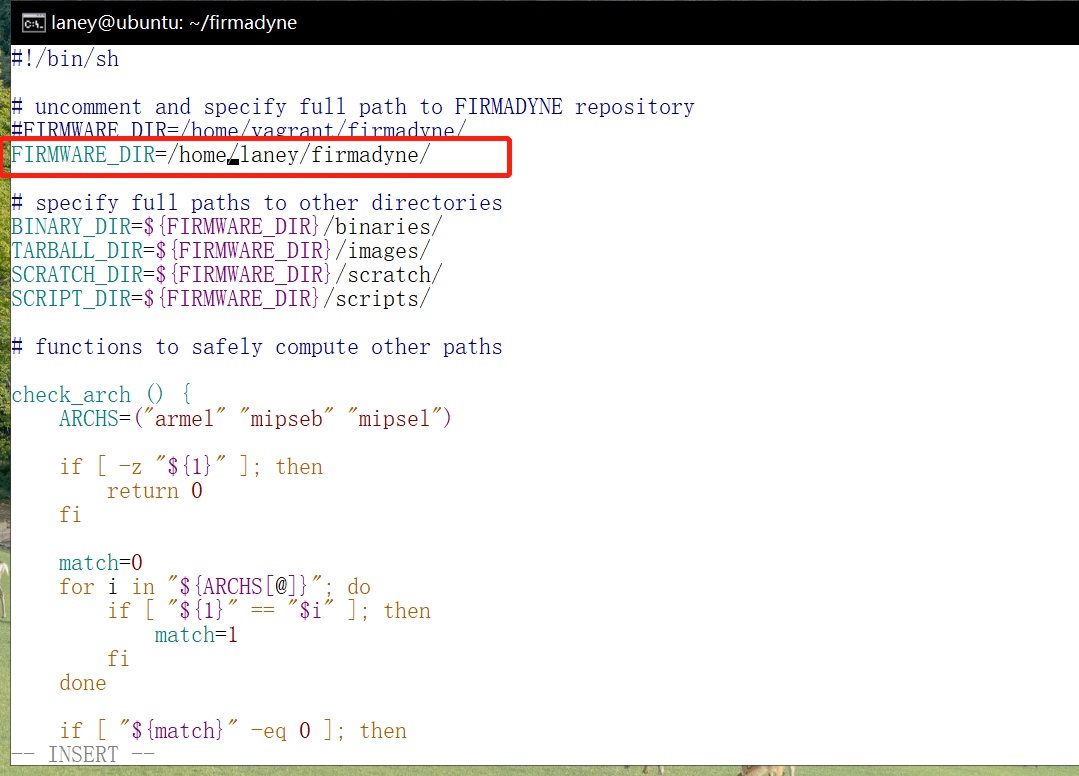 laney@ubuntu: ~/firmadyne
#!/bin/sh
# uncomment and specify full path to FIRMADYNE repository
#FIRMWARE_DIR=/home/vagrant/firmadyne/
FIRMWARE_DIR=/home/laney/firmadyne/
# specify full paths to other directories
BINARY_DIR=${FIRMWARE_DIR}/binaries/
TARBALL_DIR=${FIRMWARE_DIR}/images/
SCRATCH_DIR=${FIRMWARE_DIR}/scratch/
SCRIPT_DIR=${FIRMWARE_DIR}/scripts/
# functions to safely compute other paths
check_arch () {
    ARCHS=("armel" "mipseb" "mipsel")
    if [ -z "${1}" ]; then
        return 0
    fi
    match=0
    for i in "${ARCHS[@]}"; do
        if [ "${1}" == "$i" ]; then
            match=1
        fi
    done
    if [ "${match}" -eq 0 ]; then
-- INSERT --